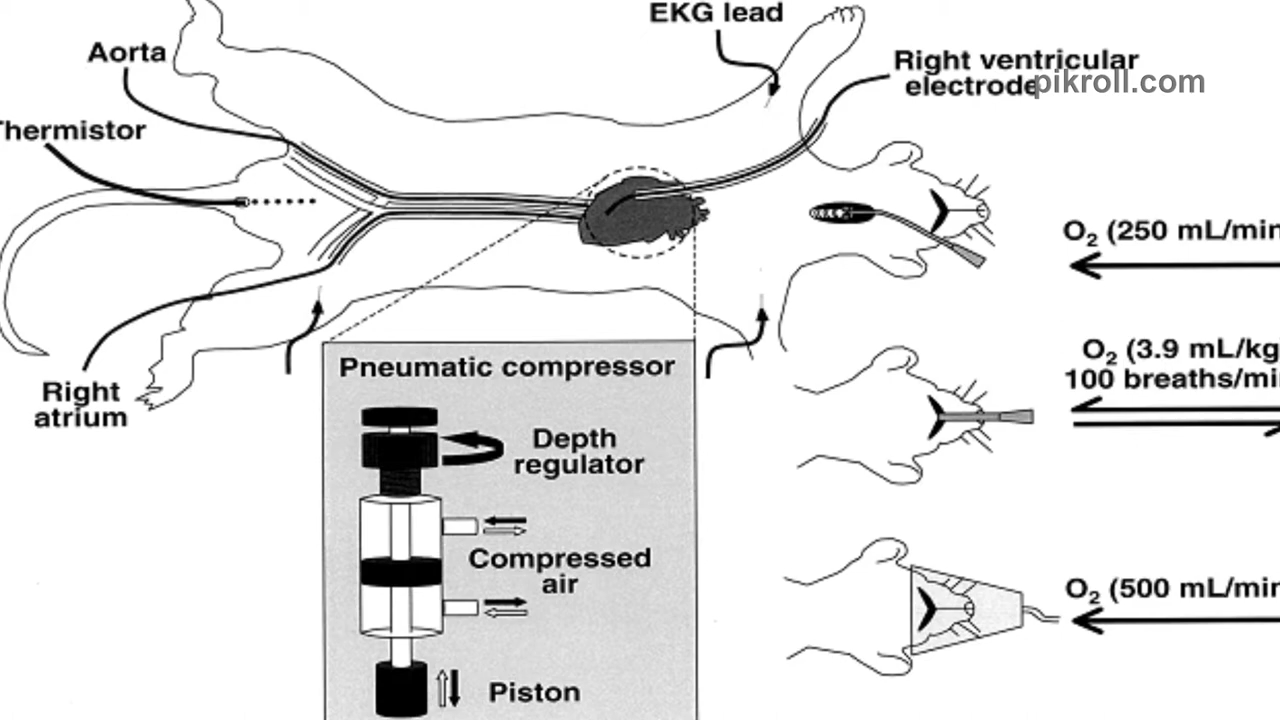 EKG lead
Aorta
Right ventricular
electrode
pikroll.com
Thermistor
O2 (250 mL/min
Right
atrium
Pneumatic compressor
O2 (3.9 mL/kg
100 breaths/min
Depth
regulator
Compressed
air
O2 (500 mL/min
Piston